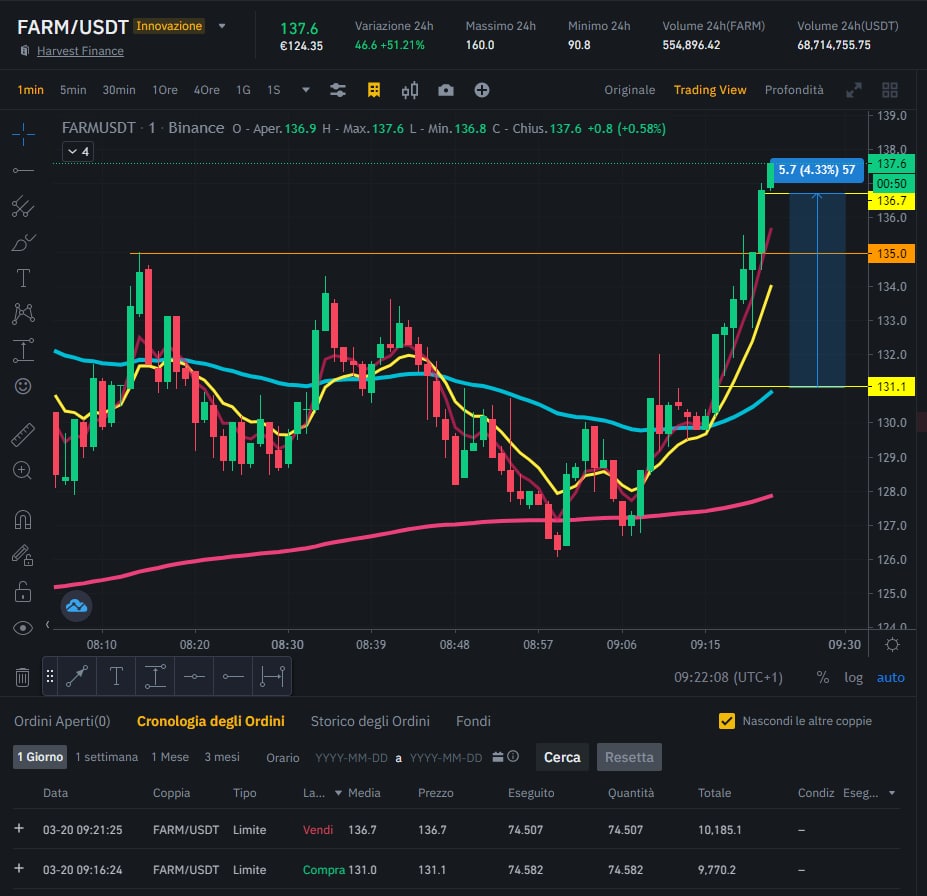 FARM/USDT Innovazione
Harvest Finance
137.6
€124.35
Variazione 24h
46.6 +51.21%
Massimo 24h
160.0
Minimo 24h
90.8
Volume 24h(FARM)
554,896.42
Volume 24h(USDT)
68,714,755.75
1min 5min 30min 1Ore 4Ore 1G 1S
Originale Trading View Profondità
FARMUSDT · 1 · Binance O - Aper. 136.9 H - Max. 137.6 L - Min. 136.8 C - Chius. 137.6 +0.8 (+0.58%)
4
5.7 (4.33%) 57
139.0
138.0
137.6
00:50
136.7
136.0
135.0
134.0
133.0
132.0
131.1
130.0
129.0
128.0
127.0
126.0
125.0
124.0
08:10 08:20 08:30 08:39 08:48 08:57 09:06 09:15 09:30
09:22:08 (UTC+1) % log auto
Ordini Aperti(0) Cronologia degli Ordini Storico degli Ordini Fondi Nascondi le altre coppie
1 Giorno 1 settimana 1 Mese 3 mesi Orario YYYY-MM-DD a YYYY-MM-DD Cerca Resetta
Data Coppia Tipo La... Media Prezzo Eseguito Quantità Totale Condiz Eseg...
+ 03-20 09:21:25 FARM/USDT Limite Vendi 136.7 136.7 74.507 74.507 10,185.1 –
+ 03-20 09:16:24 FARM/USDT Limite Compra 131.0 131.1 74.582 74.582 9,770.2 –